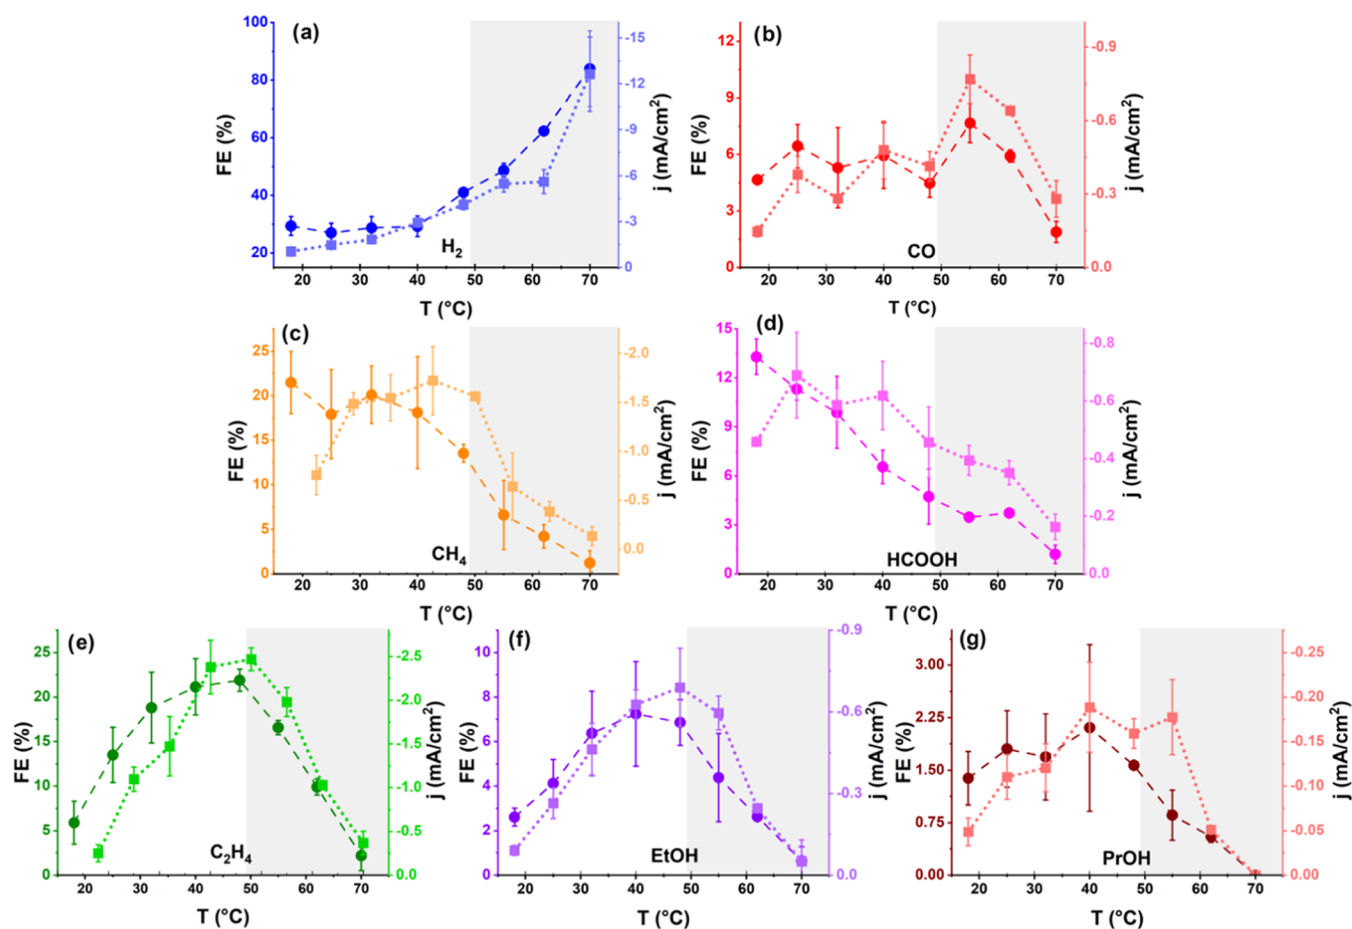 (a)
FE (%)
100
80
60
40
20
-15
-12
-9
-6
-3
0
j (mA/cm²)
H₂
20 30 40 50 60 70
T (°C)
(b)
FE (%)
12
9
6
3
0
-0.9
-0.6
-0.3
0.0
j (mA/cm²)
CO
20 30 40 50 60 70
T (°C)
(c)
FE (%)
25
20
15
10
5
0
-2.0
-1.5
-1.0
-0.5
0.0
j (mA/cm²)
CH₄
20 30 40 50 60 70
T (°C)
(d)
FE (%)
15
12
9
6
3
0
-0.8
-0.6
-0.4
-0.2
0.0
j (mA/cm²)
HCOOH
20 30 40 50 60 70
T (°C)
(e)
FE (%)
25
20
15
10
5
0
-2.5
-2.0
-1.5
-1.0
-0.5
0.0
j (mA/cm²)
C₂H₄
20 30 40 50 60 70
T (°C)
(f)
FE (%)
10
8
6
4
2
0
-0.9
-0.6
-0.3
0.0
j (mA/cm²)
EtOH
20 30 40 50 60 70
T (°C)
(g)
FE (%)
3.00
2.25
1.50
0.75
0.00
-0.25
-0.20
-0.15
-0.10
-0.05
0.00
j (mA/cm²)
PrOH
20 30 40 50 60 70
T (°C)